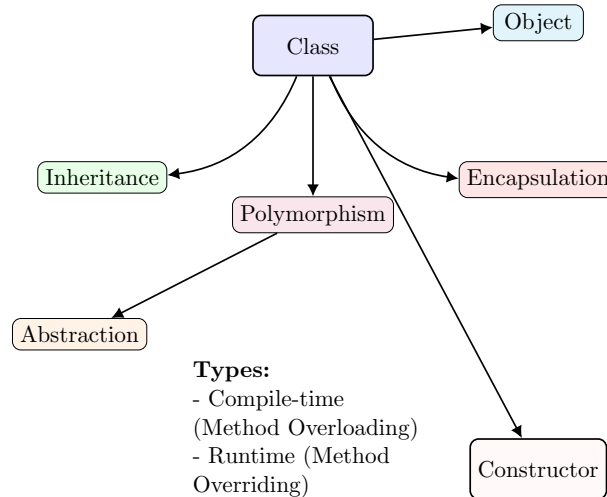 Class
Object
Inheritance
Encapsulation
Polymorphism
Abstraction
Types:
- Compile-time
(Method Overloading)
- Runtime (Method
Overriding)
Constructor